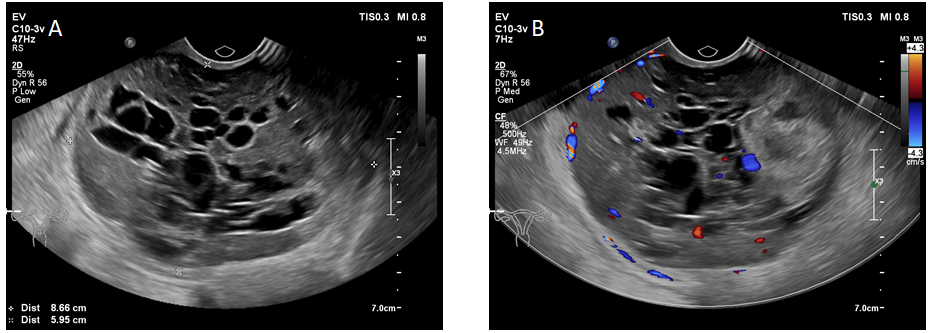 EV
C10-3v
47Hz
RS
A
TIS0.3 MI 0.8
P
M3
2D
55%
Dyn R 56
P Low
Gen
x3
Dist 8.66 cm
Dist 5.95 cm
7.0cm
EV
C10-3v
7Hz
B
TIS0.3 MI 0.8
P
M3 M3
+4.3
-4.3
cm/s
2D
67%
Dyn R 56
P Med
Gen
CF
48%
500Hz
WF 49Hz
4.5MHz
x3
7.0cm